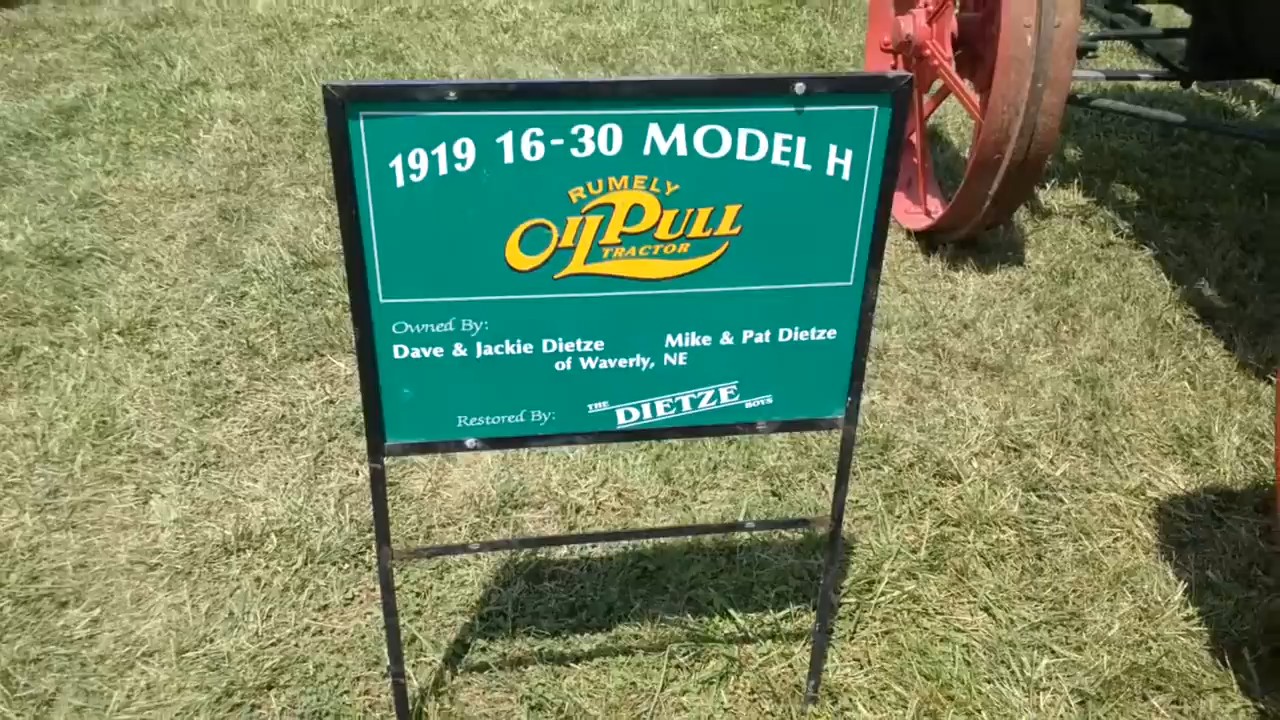 1919 16-30 MODEL H
RUMELY
OILPULL
TRACTOR
Owned By:
Dave & Jackie Dietze Mike & Pat Dietze
of Waverly, NE
Restored By: THE DIETZE BOYS